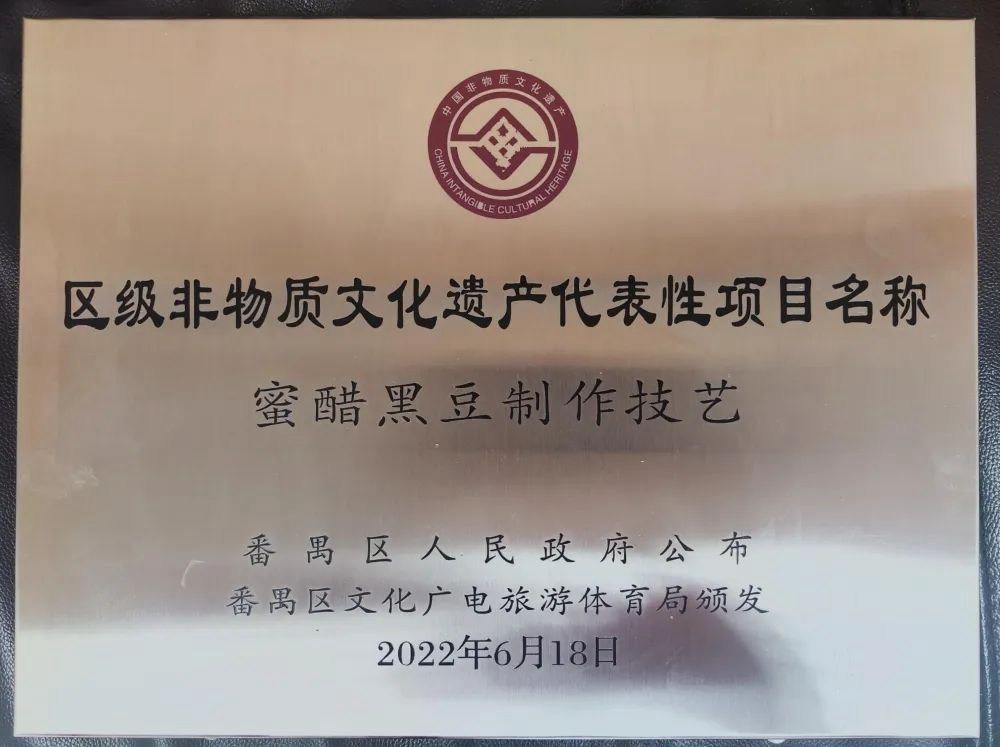 中国非物质文化遗产
CHINA INTANGIBLE CULTURAL HERITAGE
区级非物质文化遗产代表性项目名称
蜜醋黑豆制作技艺
番禺区人民政府公布
番禺区文化广电旅游体育局颁发
2022年6月18日